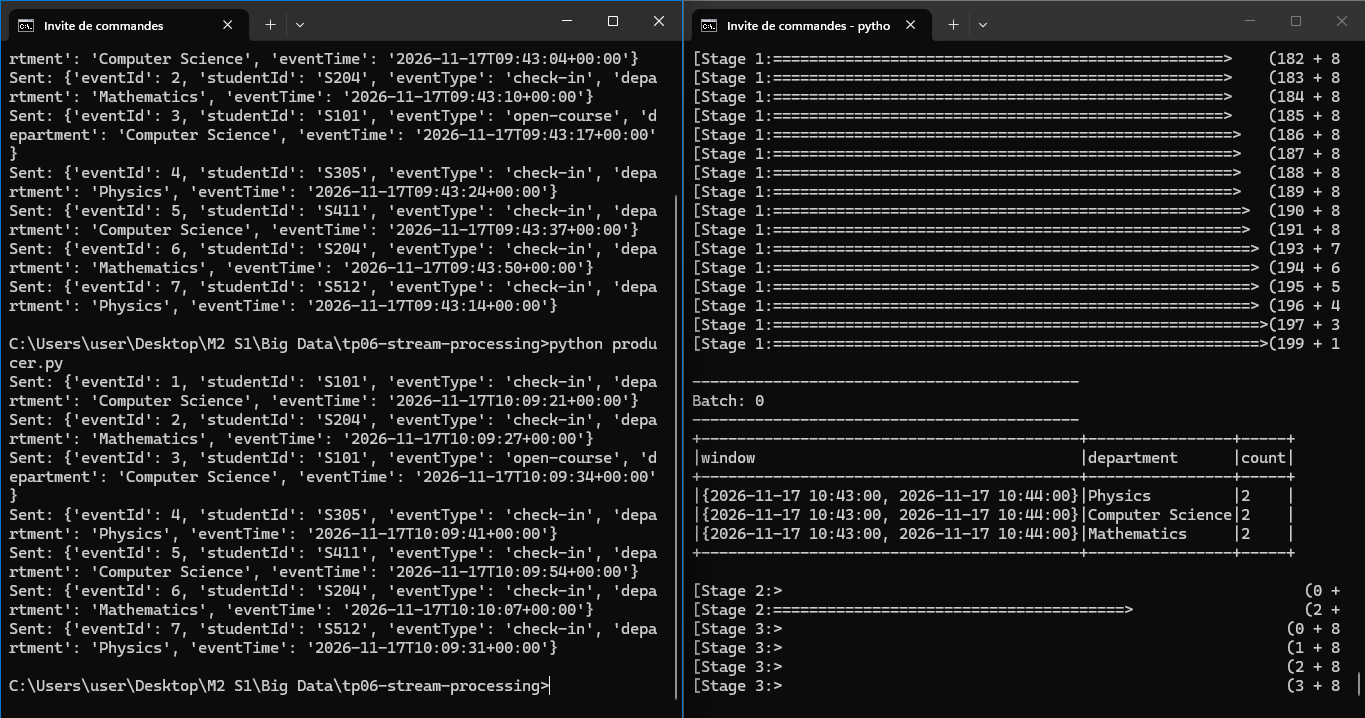 Invite de commandes
rtment': 'Computer Science', 'eventTime': '2026-11-17T09:43:04+00:00'}
Sent: {'eventId': 2, 'studentId': 'S204', 'eventType': 'check-in', 'depa
rtment': 'Mathematics', 'eventTime': '2026-11-17T09:43:10+00:00'}
Sent: {'eventId': 3, 'studentId': 'S101', 'eventType': 'open-course', 'd
epartment': 'Computer Science', 'eventTime': '2026-11-17T09:43:17+00:00'
}
Sent: {'eventId': 4, 'studentId': 'S305', 'eventType': 'check-in', 'depa
rtment': 'Physics', 'eventTime': '2026-11-17T09:43:24+00:00'}
Sent: {'eventId': 5, 'studentId': 'S411', 'eventType': 'check-in', 'depa
rtment': 'Computer Science', 'eventTime': '2026-11-17T09:43:37+00:00'}
Sent: {'eventId': 6, 'studentId': 'S204', 'eventType': 'check-in', 'depa
rtment': 'Mathematics', 'eventTime': '2026-11-17T09:43:50+00:00'}
Sent: {'eventId': 7, 'studentId': 'S512', 'eventType': 'check-in', 'depa
rtment': 'Physics', 'eventTime': '2026-11-17T09:43:14+00:00'}
C:\Users\user\Desktop\M2 S1\Big Data\tp06-stream-processing>python produ
cer.py
Sent: {'eventId': 1, 'studentId': 'S101', 'eventType': 'check-in', 'depa
rtment': 'Computer Science', 'eventTime': '2026-11-17T10:09:21+00:00'}
Sent: {'eventId': 2, 'studentId': 'S204', 'eventType': 'check-in', 'depa
rtment': 'Mathematics', 'eventTime': '2026-11-17T10:09:27+00:00'}
Sent: {'eventId': 3, 'studentId': 'S101', 'eventType': 'open-course', 'd
epartment': 'Computer Science', 'eventTime': '2026-11-17T10:09:34+00:00'
}
Sent: {'eventId': 4, 'studentId': 'S305', 'eventType': 'check-in', 'depa
rtment': 'Physics', 'eventTime': '2026-11-17T10:09:41+00:00'}
Sent: {'eventId': 5, 'studentId': 'S411', 'eventType': 'check-in', 'depa
rtment': 'Computer Science', 'eventTime': '2026-11-17T10:09:54+00:00'}
Sent: {'eventId': 6, 'studentId': 'S204', 'eventType': 'check-in', 'depa
rtment': 'Mathematics', 'eventTime': '2026-11-17T10:10:07+00:00'}
Sent: {'eventId': 7, 'studentId': 'S512', 'eventType': 'check-in', 'depa
rtment': 'Physics', 'eventTime': '2026-11-17T10:09:31+00:00'}
C:\Users\user\Desktop\M2 S1\Big Data\tp06-stream-processing>
Invite de commandes - pytho
[Stage 1:==============================================> (182 + 8
[Stage 1:==============================================> (183 + 8
[Stage 1:==============================================> (184 + 8
[Stage 1:==============================================> (185 + 8
[Stage 1:===============================================> (186 + 8
[Stage 1:===============================================> (187 + 8
[Stage 1:===============================================> (188 + 8
[Stage 1:===============================================> (189 + 8
[Stage 1:================================================> (190 + 8
[Stage 1:================================================> (191 + 8
[Stage 1:=================================================> (193 + 7
[Stage 1:=================================================> (194 + 6
[Stage 1:=================================================> (195 + 5
[Stage 1:=================================================> (196 + 4
[Stage 1:==================================================>(197 + 3
[Stage 1:==================================================>(199 + 1
-------------------------------------------
Batch: 0
-------------------------------------------
+------------------------------------------+----------------+-----+
|window                                    |department      |count|
+------------------------------------------+----------------+-----+
|{2026-11-17 10:43:00, 2026-11-17 10:44:00}|Physics         |2    |
|{2026-11-17 10:43:00, 2026-11-17 10:44:00}|Computer Science|2    |
|{2026-11-17 10:43:00, 2026-11-17 10:44:00}|Mathematics     |2    |
+------------------------------------------+----------------+-----+
[Stage 2:> (0 +
[Stage 2:===================================> (2 +
[Stage 3:> (0 + 8
[Stage 3:> (1 + 8
[Stage 3:> (2 + 8
[Stage 3:> (3 + 8